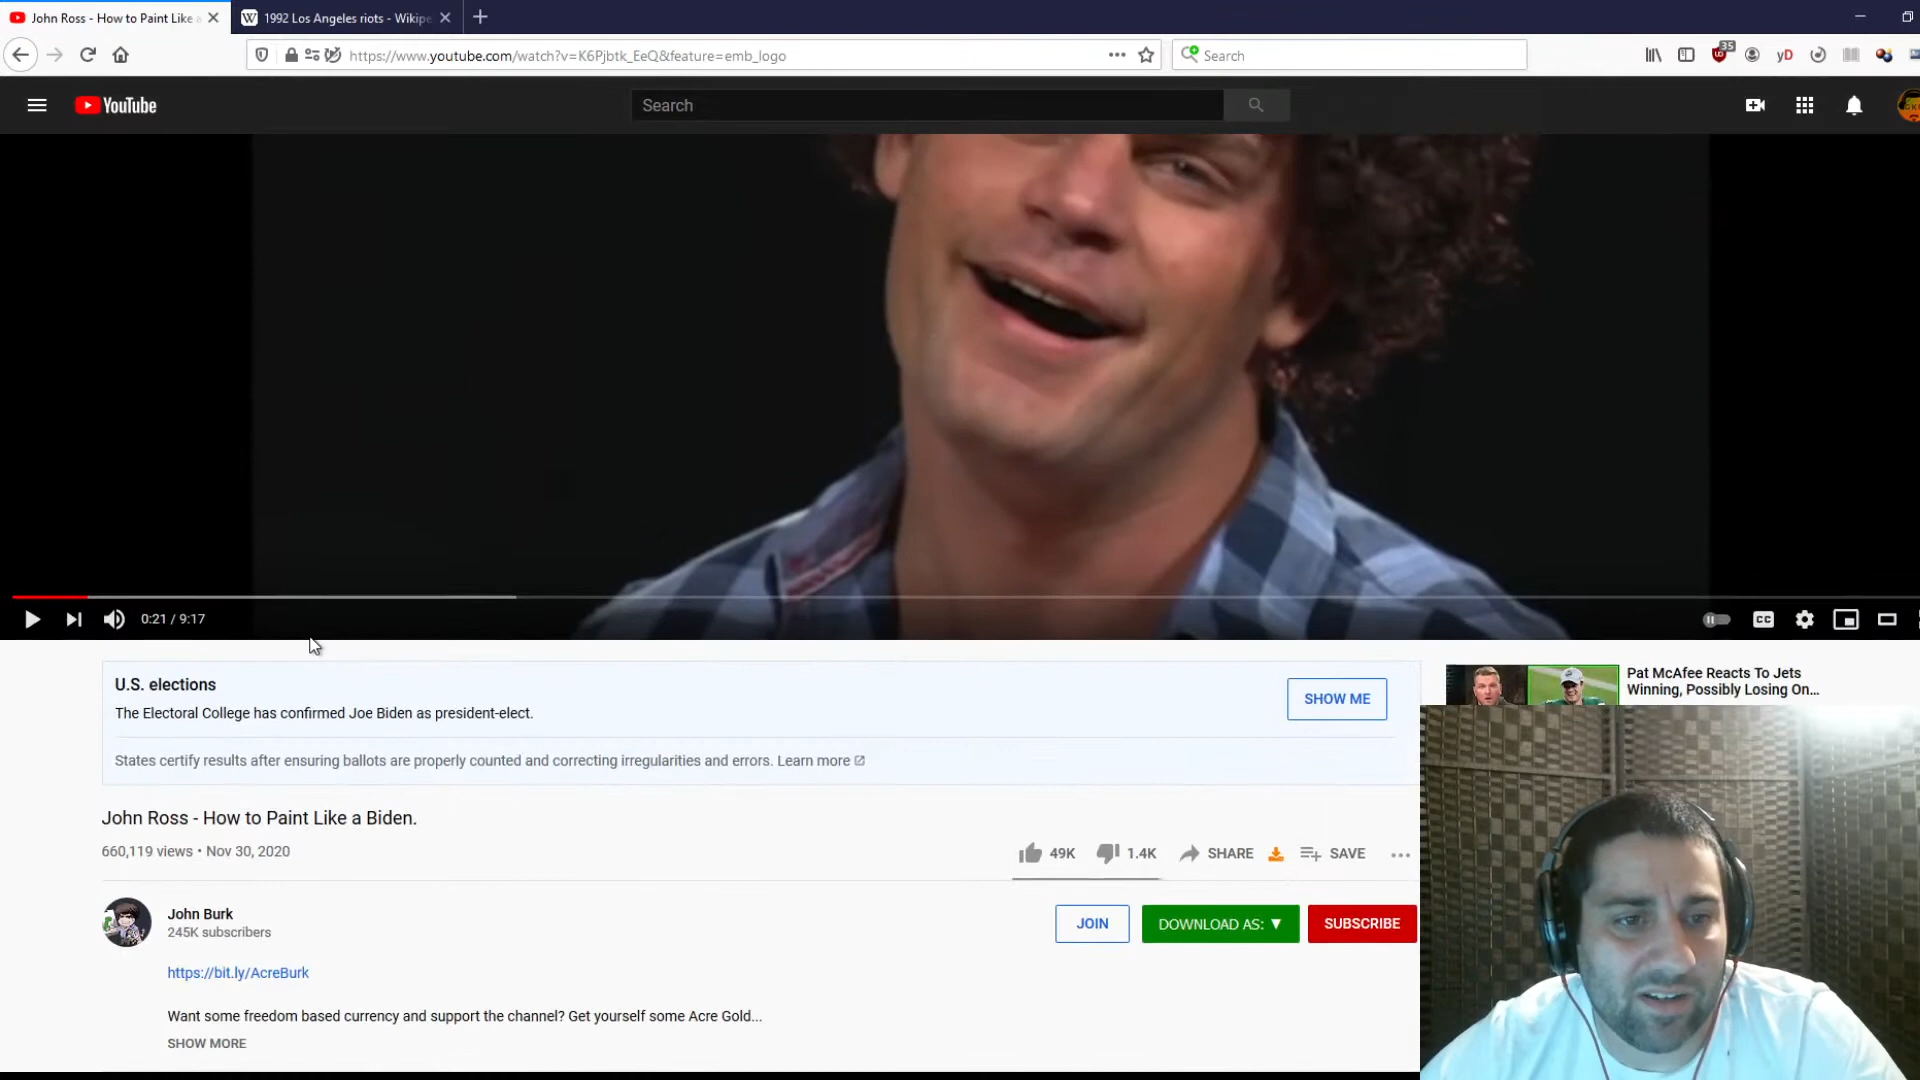 John Ross - How to Paint Like a
1992 Los Angeles riots - Wikipe
https://www.youtube.com/watch?v=K6Pjbtk_EeQ&feature=emb_logo
Search
35
yD
YouTube
Search
0:21 / 9:17
CC
U.S. elections
The Electoral College has confirmed Joe Biden as president-elect.
SHOW ME
States certify results after ensuring ballots are properly counted and correcting irregularities and errors. Learn more
Pat McAfee Reacts To Jets
Winning, Possibly Losing On...
John Ross - How to Paint Like a Biden.
660,119 views • Nov 30, 2020
49K
1.4K
SHARE
SAVE
John Burk
245K subscribers
JOIN
DOWNLOAD AS: ▼
SUBSCRIBE
https://bit.ly/AcreBurk
Want some freedom based currency and support the channel? Get yourself some Acre Gold...
SHOW MORE